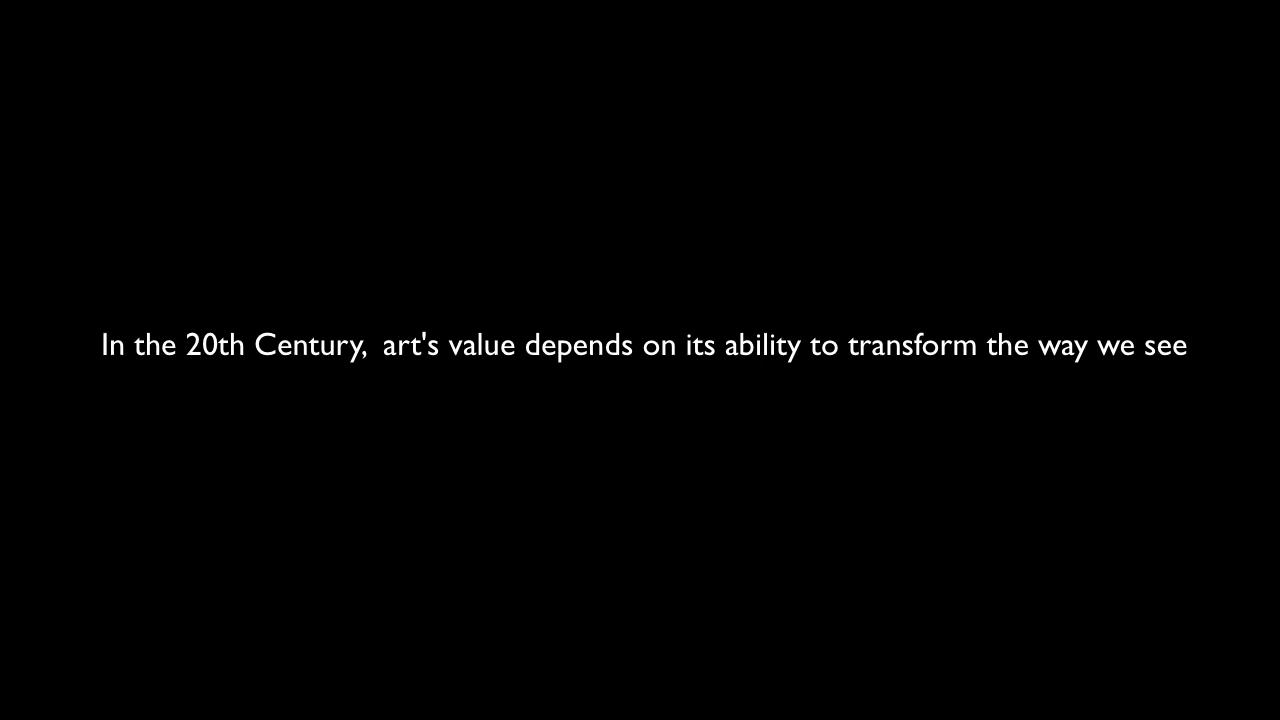 In the 20th Century,  art's value depends on its ability to transform the way we see